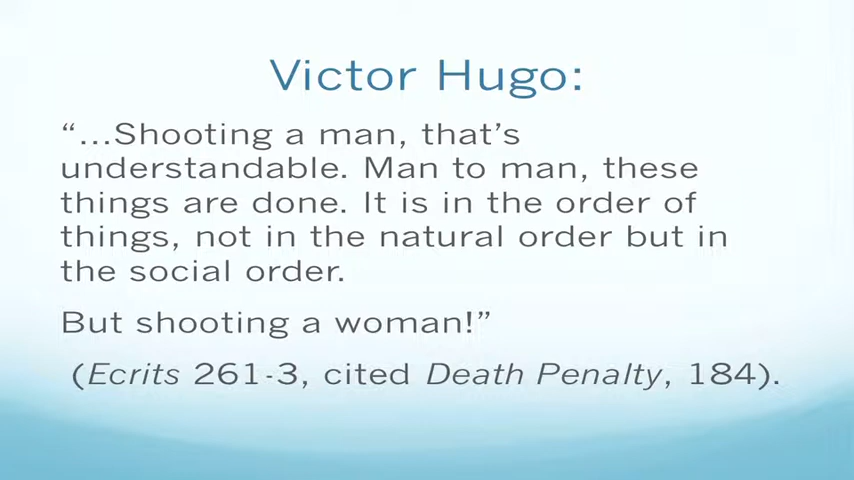 Victor Hugo:
“...Shooting a man, that’s
understandable. Man to man, these
things are done. It is in the order of
things, not in the natural order but in
the social order.
But shooting a woman!”
(Ecrits 261-3, cited Death Penalty, 184).